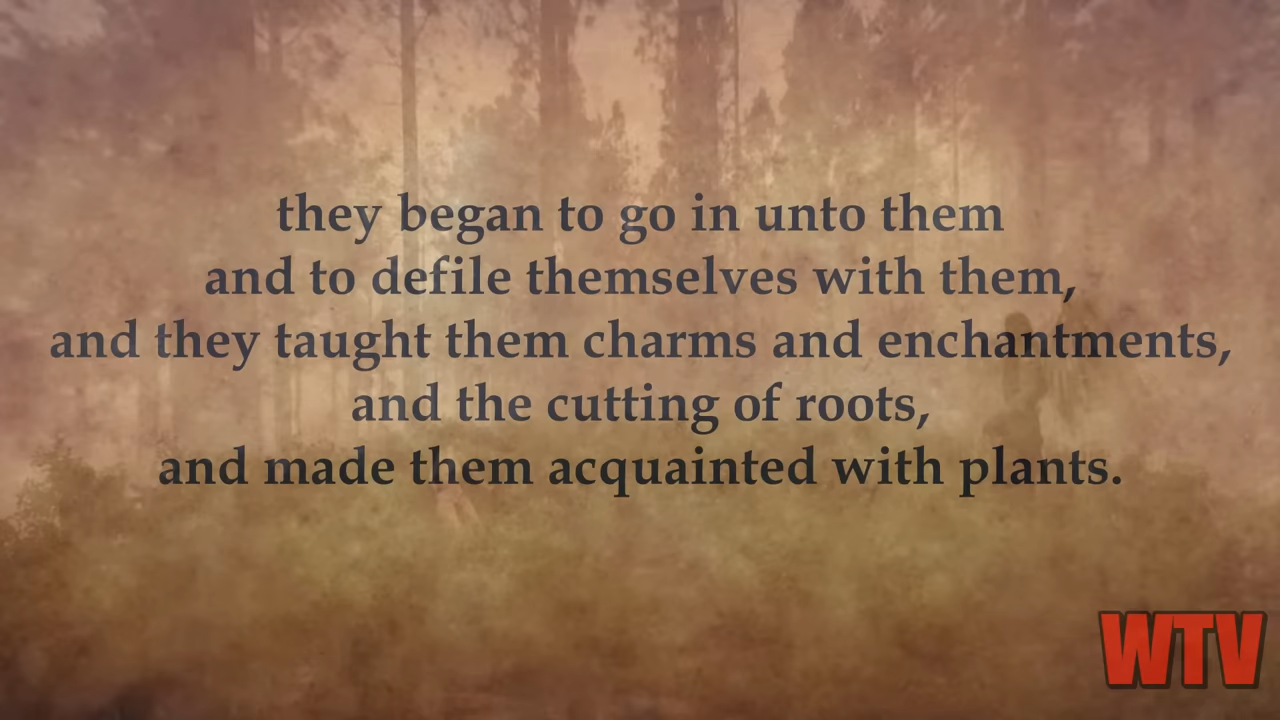 they began to go in unto them
and to defile themselves with them,
and they taught them charms and enchantments,
and the cutting of roots,
and made them acquainted with plants.
WTV